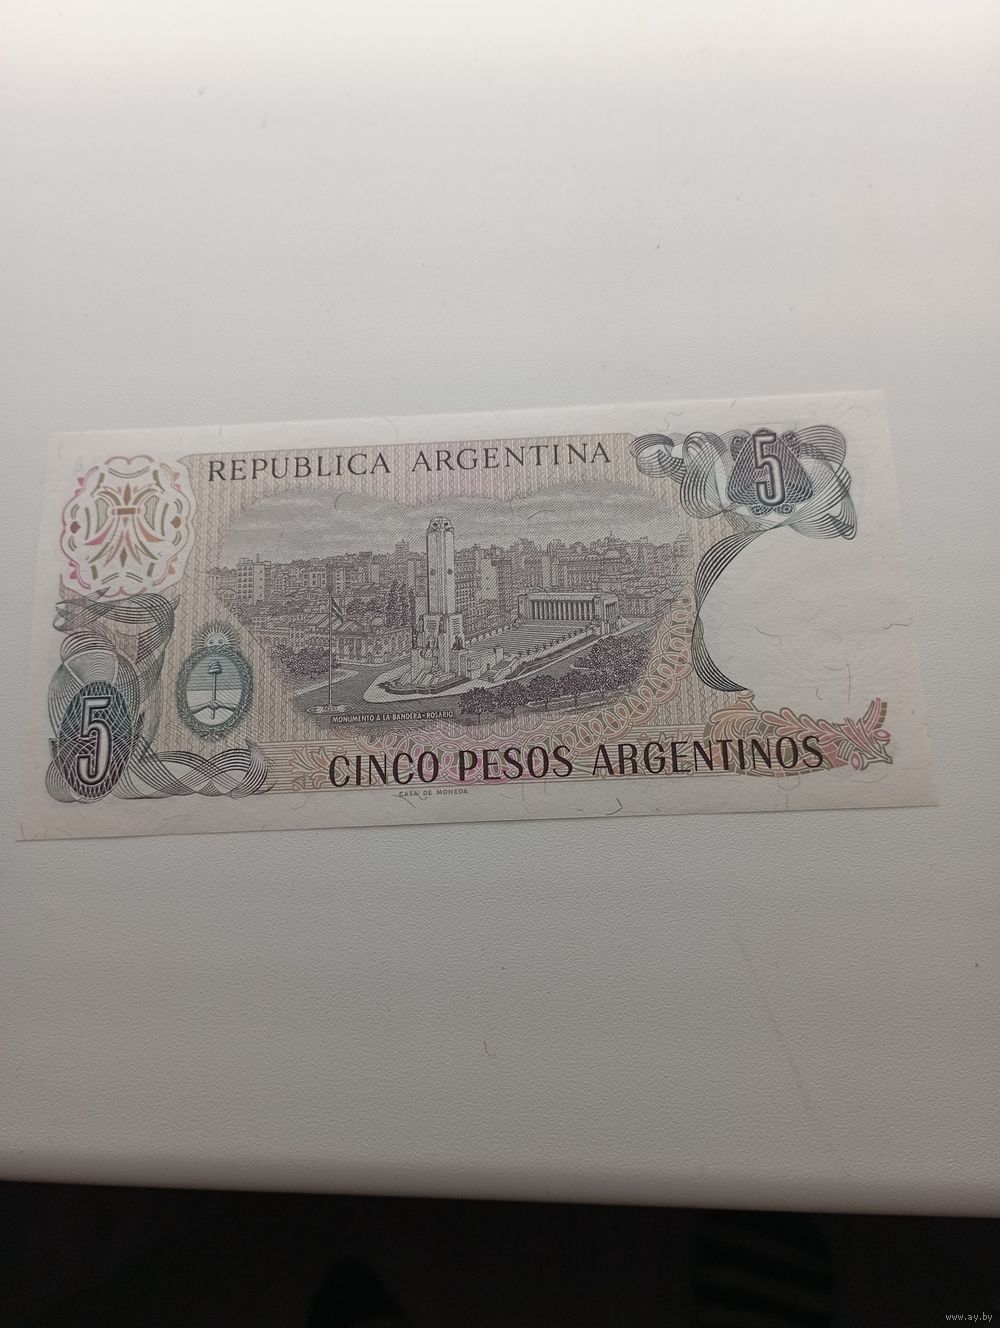 REPUBLICA ARGENTINA
5
5
MONUMENTO A LA BANDERA-ROSARIO
CINCO PESOS ARGENTINOS
CASA DE MONEDA
www.ay.by